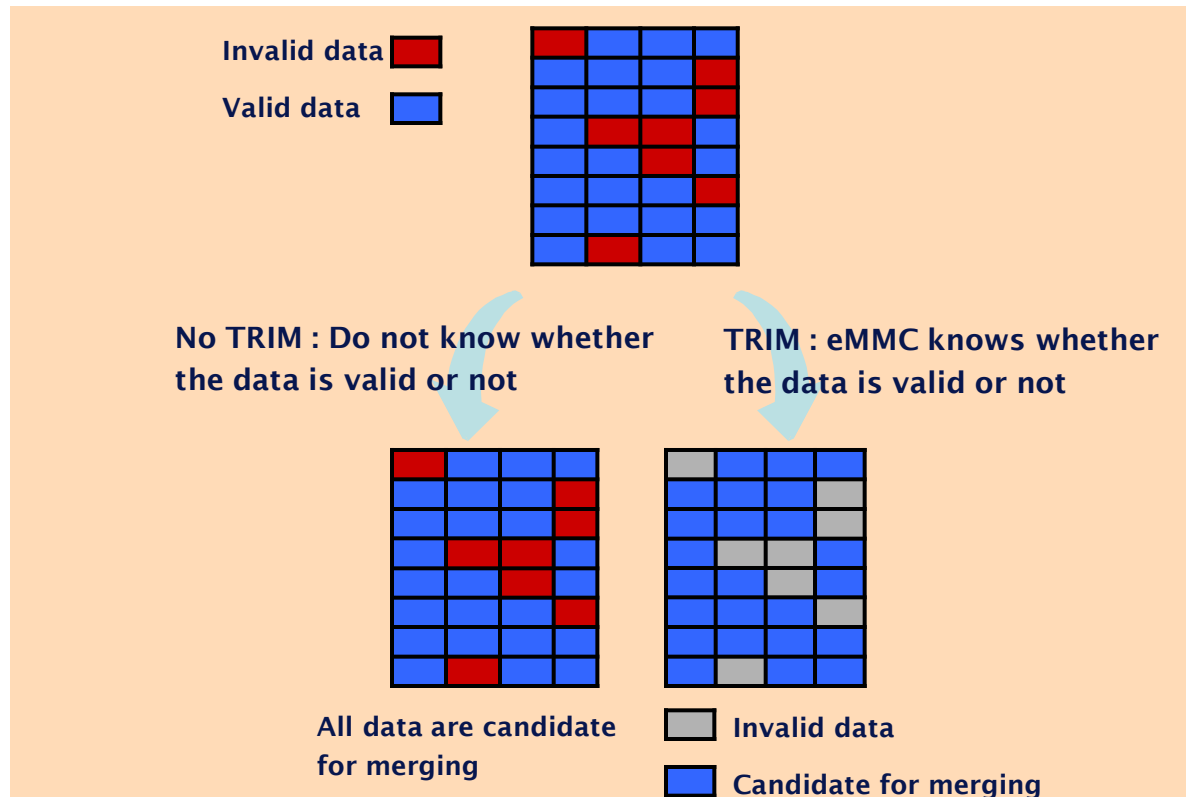 Invalid data
Valid data
No TRIM : Do not know whether
the data is valid or not
TRIM : eMMC knows whether
the data is valid or not
All data are candidate
for merging
Invalid data
Candidate for merging